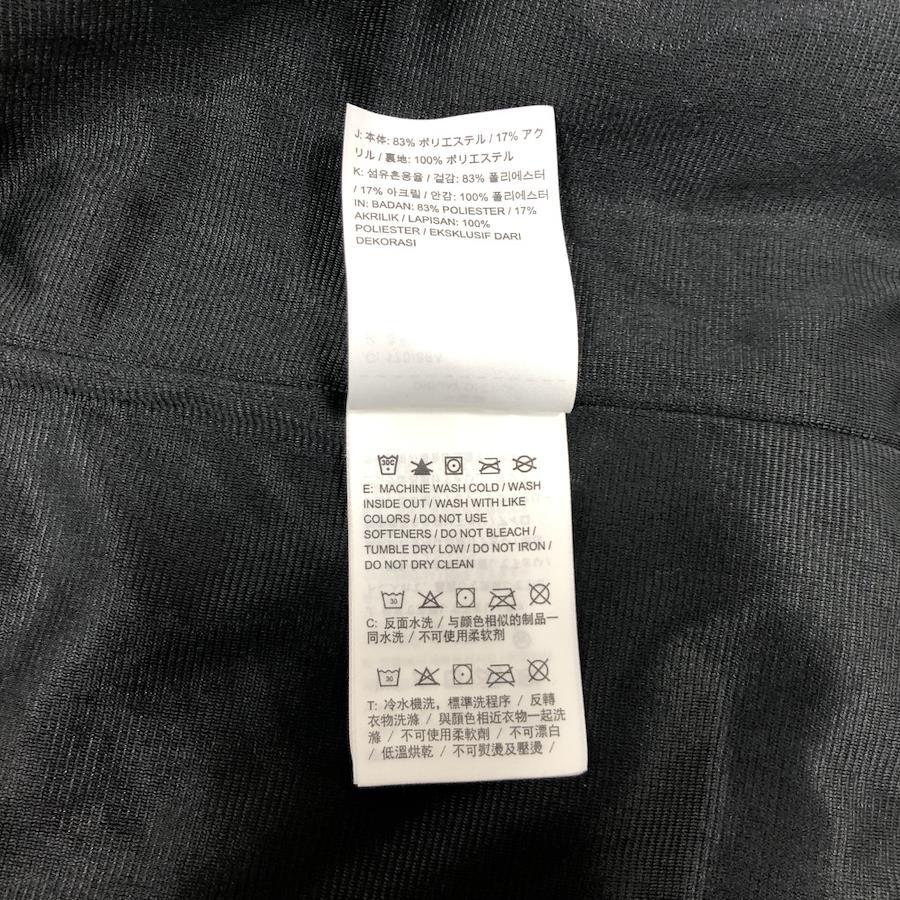 J: 本体: 83% ポリエステル / 17% アク
リル / 裏地: 100% ポリエステル
K: 섬유혼용율 / 겉감: 83% 폴리에스터
/ 17% 아크릴 / 안감: 100% 폴리에스터
IN: BADAN: 83% POLIESTER / 17%
AKRILIK / LAPISAN: 100%
POLIESTER / EKSKLUSIF DARI
DEKORASI
30C
E: MACHINE WASH COLD / WASH
INSIDE OUT / WASH WITH LIKE
COLORS / DO NOT USE
SOFTENERS / DO NOT BLEACH /
TUMBLE DRY LOW / DO NOT IRON /
DO NOT DRY CLEAN
30
C: 反面水洗 / 与颜色相似的制品一
同水洗 / 不可使用柔软剂
30
T: 冷水機洗，標準洗程序 / 反轉
衣物洗滌 / 與顏色相近衣物一起洗
滌 / 不可使用柔軟劑 / 不可漂白
/ 低溫烘乾 / 不可熨燙及壓燙 /